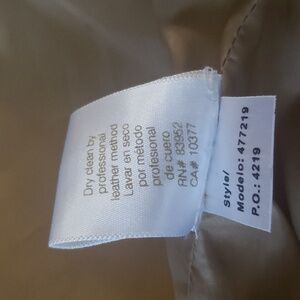 Dry clean by
professional
leather method
Lavar en seco
por método
profesional
de cuero
RN# 93952
CA# 10377
Style/
Modelo: 477219
P.O.: 4219